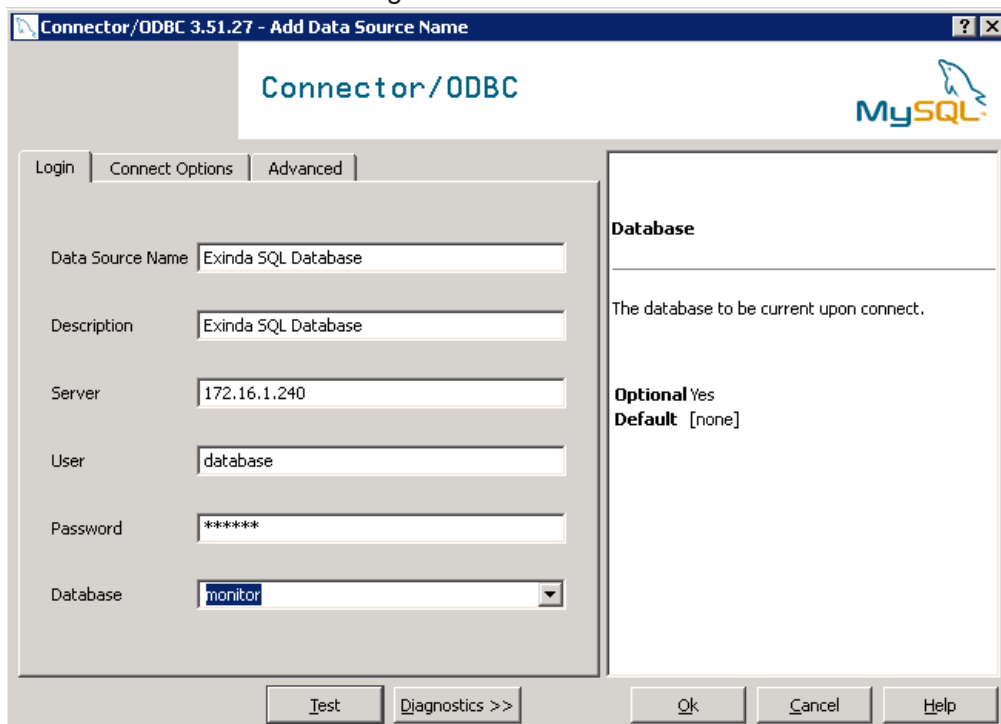 Connector/ODBC 3.51.27 - Add Data Source Name
Connector/ODBC
MySQL
Login Connect Options Advanced
Data Source Name Exinda SQL Database
Description Exinda SQL Database
Server 172.16.1.240
User database
Password ******
Database monitor
Database
The database to be current upon connect.
Optional Yes
Default [none]
Test Diagnostics >> Ok Cancel Help